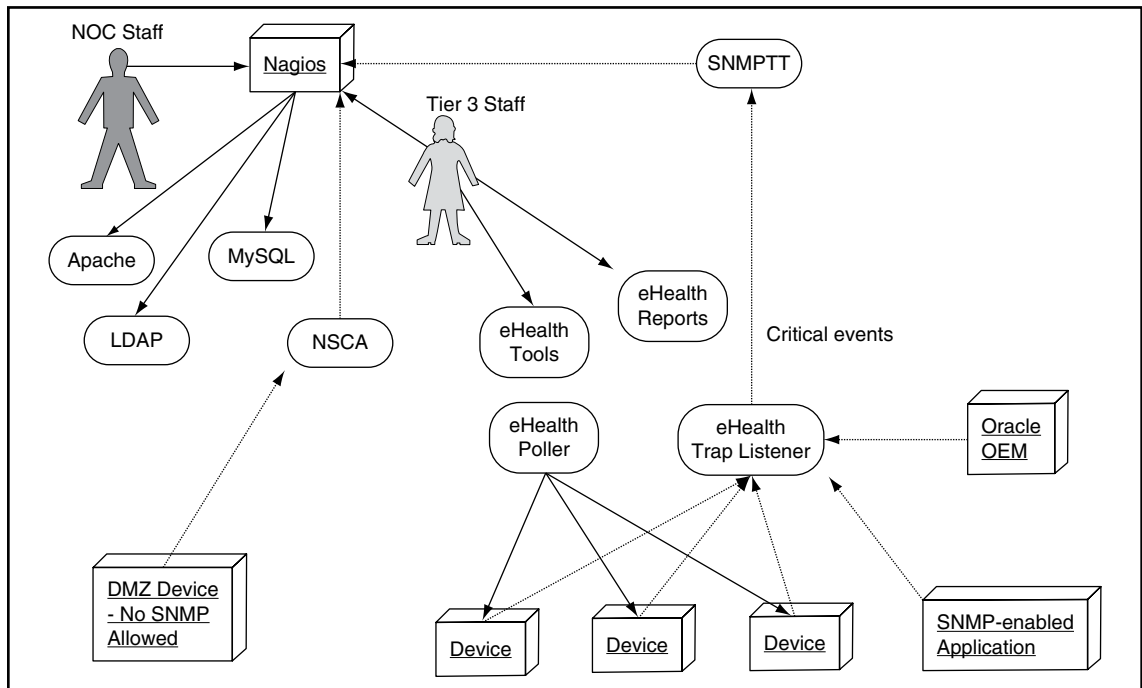 NOC Staff
Nagios
SNMPTT
Tier 3 Staff
Apache
MySQL
LDAP
NSCA
eHealth
Tools
eHealth
Reports
Critical events
eHealth
Poller
eHealth
Trap Listener
Oracle
OEM
DMZ Device
- No SNMP
Allowed
Device
Device
Device
SNMP-enabled
Application